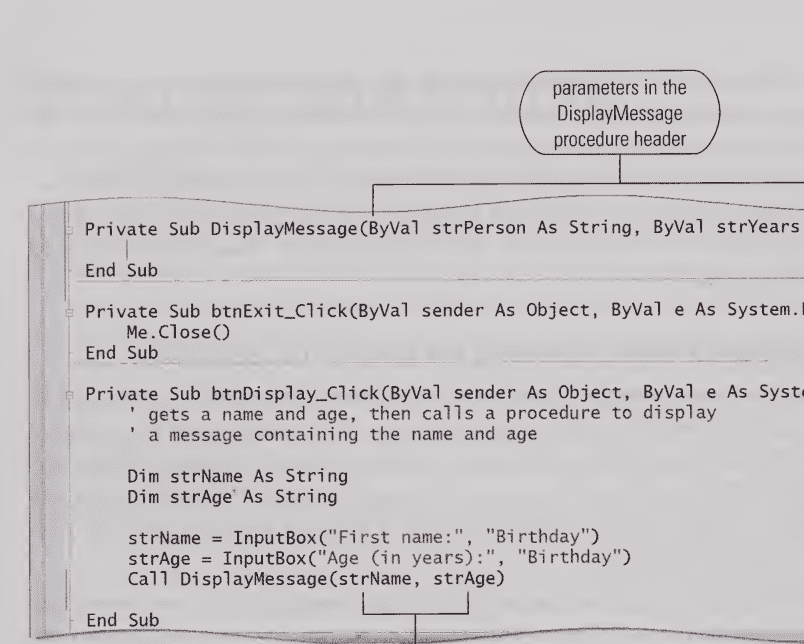 parameters in the
DisplayMessage
procedure header
Private Sub DisplayMessage(ByVal strPerson As String, ByVal strYears
End Sub
Private Sub btnExit_Click(ByVal sender As Object, ByVal e As System.
Me.Close()
End Sub
Private Sub btnDisplay_Click(ByVal sender As Object, ByVal e As Syste
' gets a name and age, then calls a procedure to display
' a message containing the name and age
Dim strName As String
Dim strAge As String
strName = InputBox("First name:", "Birthday")
strAge = InputBox("Age (in years):", "Birthday")
Call DisplayMessage(strName, strAge)
End Sub